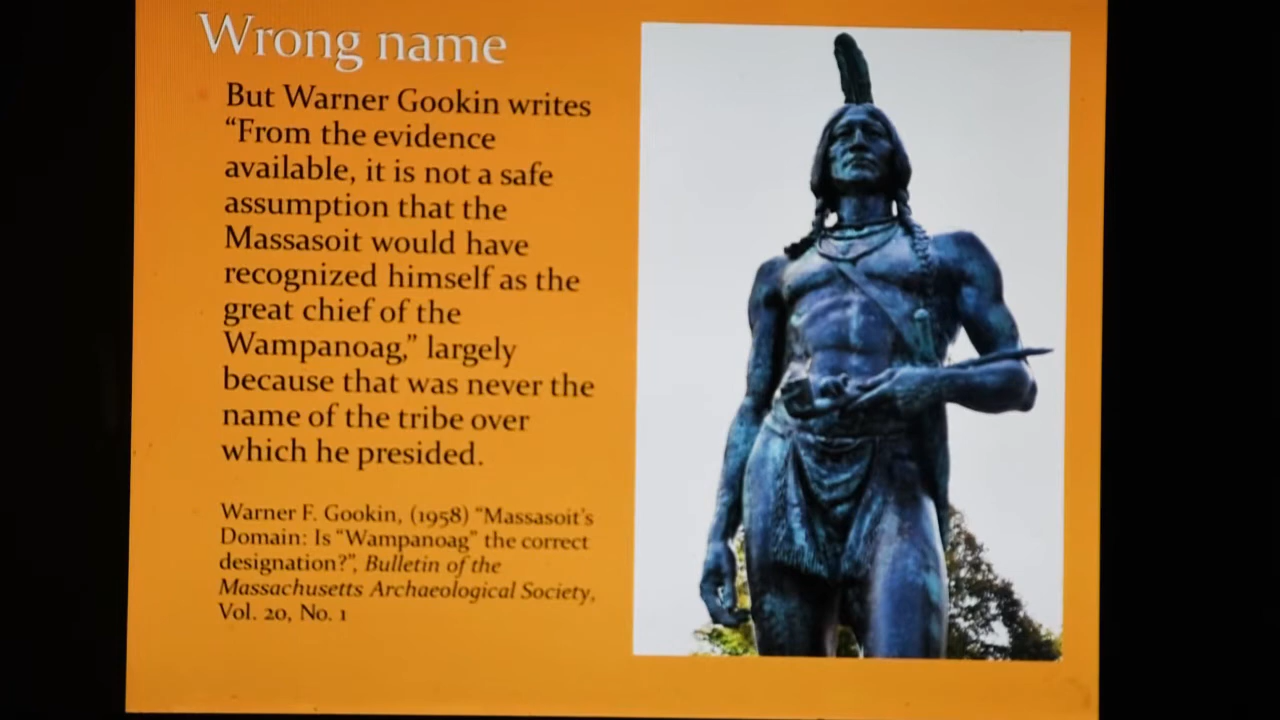 Wrong name
But Warner Gookin writes
“From the evidence
available, it is not a safe
assumption that the
Massasoit would have
recognized himself as the
great chief of the
Wampanoag,” largely
because that was never the
name of the tribe over
which he presided.
Warner F. Gookin, (1958) “Massasoit’s
Domain: Is “Wampanoag” the correct
designation?”, Bulletin of the
Massachusetts Archaeological Society,
Vol. 20, No. 1